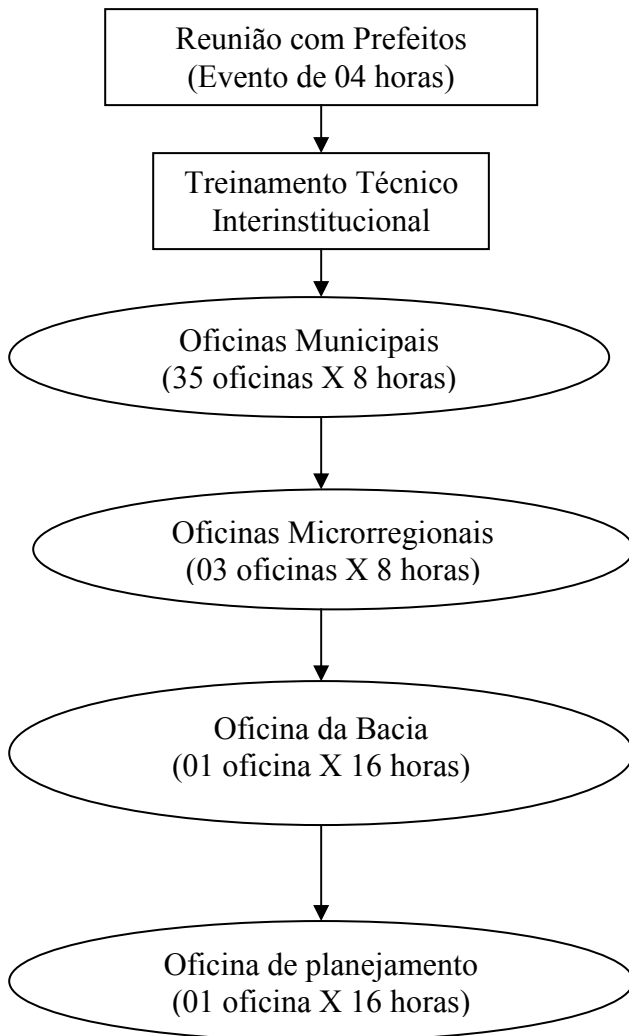 Reunião com Prefeitos
(Evento de 04 horas)
Treinamento Técnico
Interinstitucional
Oficinas Municipais
(35 oficinas X 8 horas)
Oficinas Microrregionais
(03 oficinas X 8 horas)
Oficina da Bacia
(01 oficina X 16 horas)
Oficina de planejamento
(01 oficina X 16 horas)